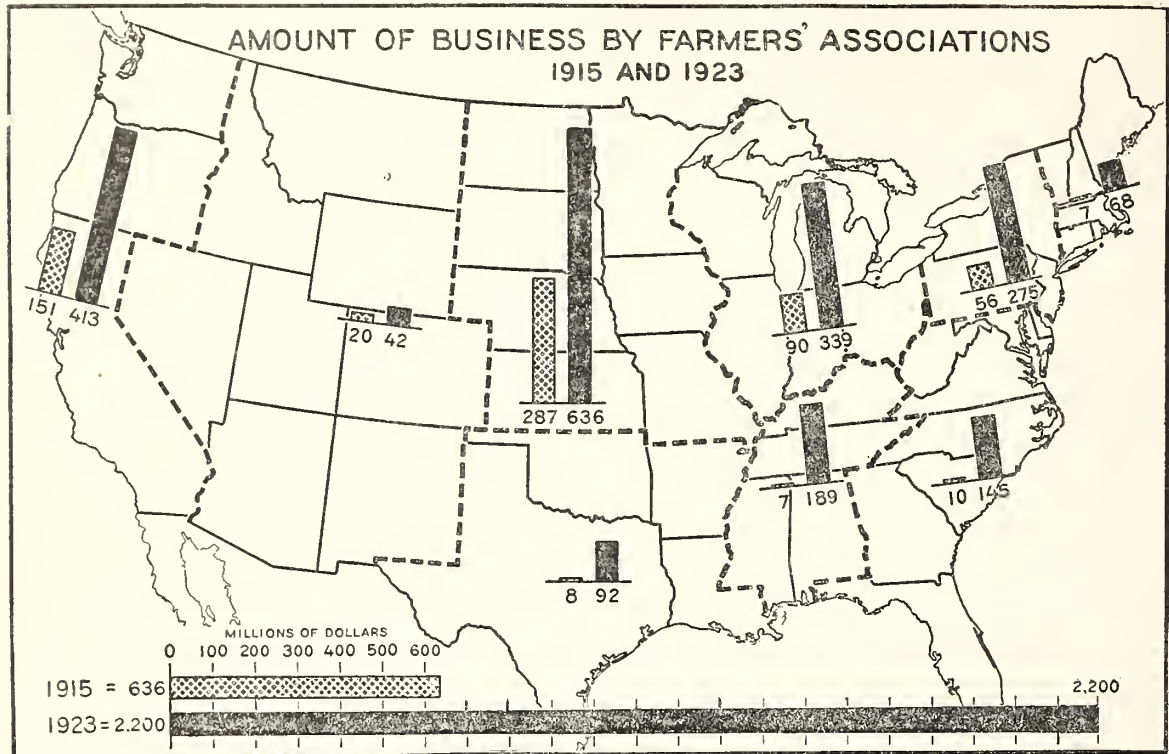 AMOUNT OF BUSINESS BY FARMERS' ASSOCIATIONS
1915 AND 1923
151 413
20 42
287 636
90 339
56 275
7 68
7 189
10 145
8 92
MILLIONS OF DOLLARS
0 100 200 300 400 500 600
1915 = 636
2,200
1923=2.200